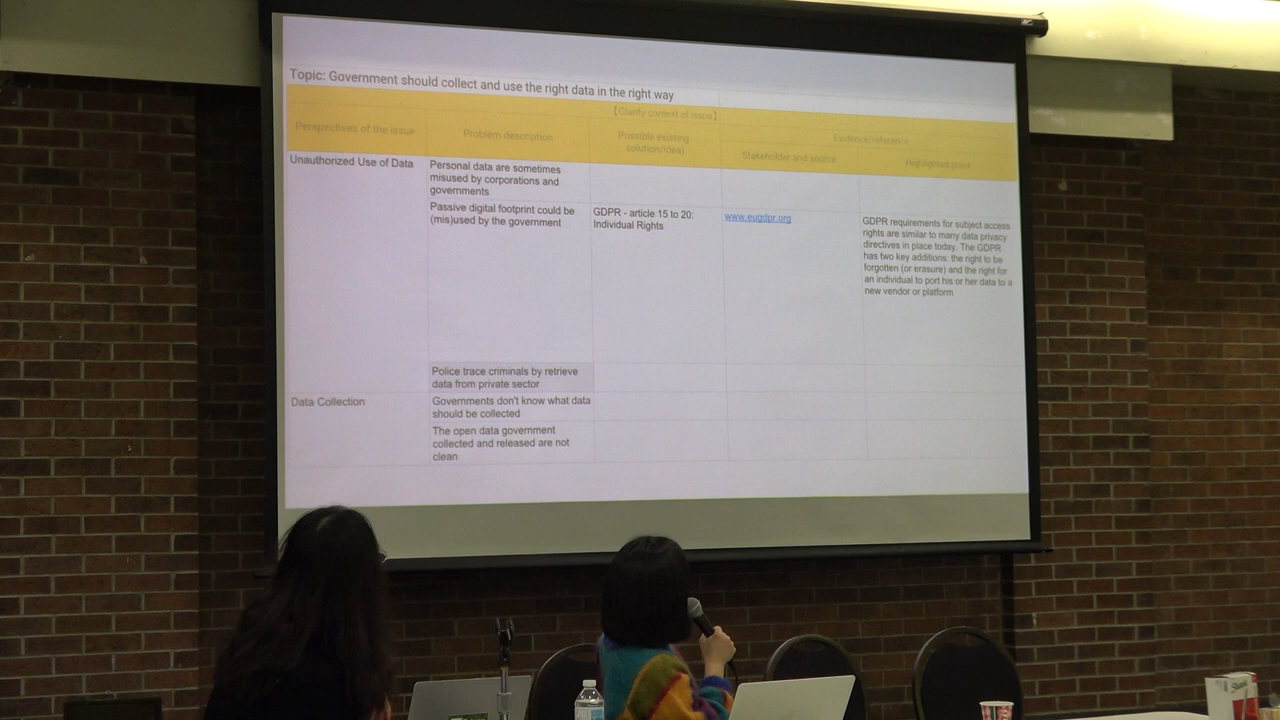 Topic: Government should collect and use the right data in the right way
【Clarify context of issue】
Perspectives of the issue
Problem description
Possible existing
solution/idea)
Evidence/reference
Stakeholder and source
Highlighted point
Unauthorized Use of Data
Personal data are sometimes
misused by corporations and
governments
Passive digital footprint could be
(mis)used by the government
GDPR - article 15 to 20:
Individual Rights
www.eugdpr.org
GDPR requirements for subject access
rights are similar to many data privacy
directives in place today. The GDPR
has two key additions: the right to be
forgotten (or erasure) and the right for
an individual to port his or her data to a
new vendor or platform
Police trace criminals by retrieve
data from private sector
Data Collection
Governments don't know what data
should be collected
The open data government
collected and released are not
clean